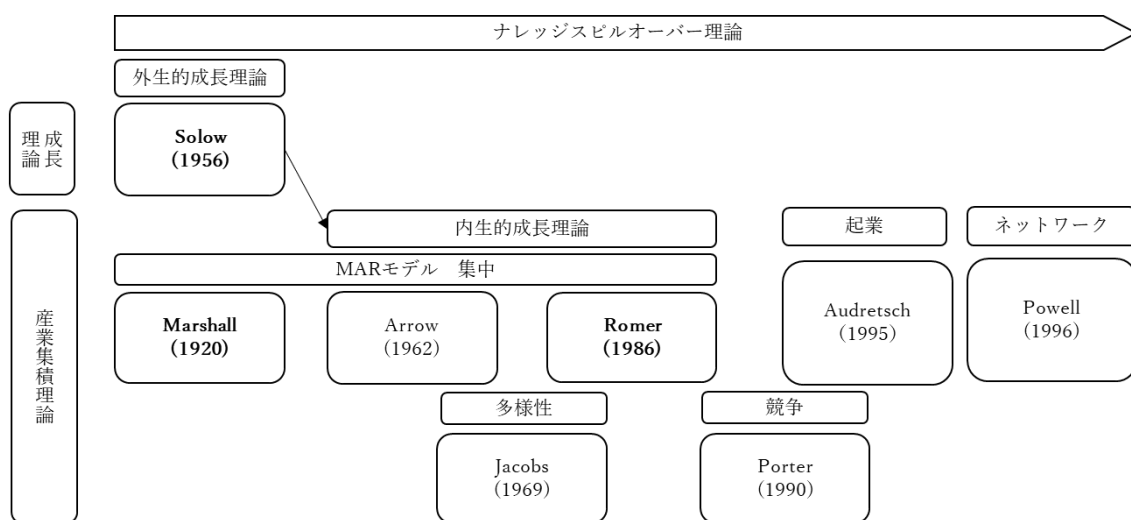 ナレッジスピルオーバー理論
外生的成長理論
成長
理論
Solow
(1956)
内生的成長理論
起業
ネットワーク
MARモデル　集中
産業集積理論
Marshall
(1920)
Arrow
(1962)
Romer
(1986)
Audretsch
(1995)
Powell
(1996)
多様性
競争
Jacobs
(1969)
Porter
(1990)